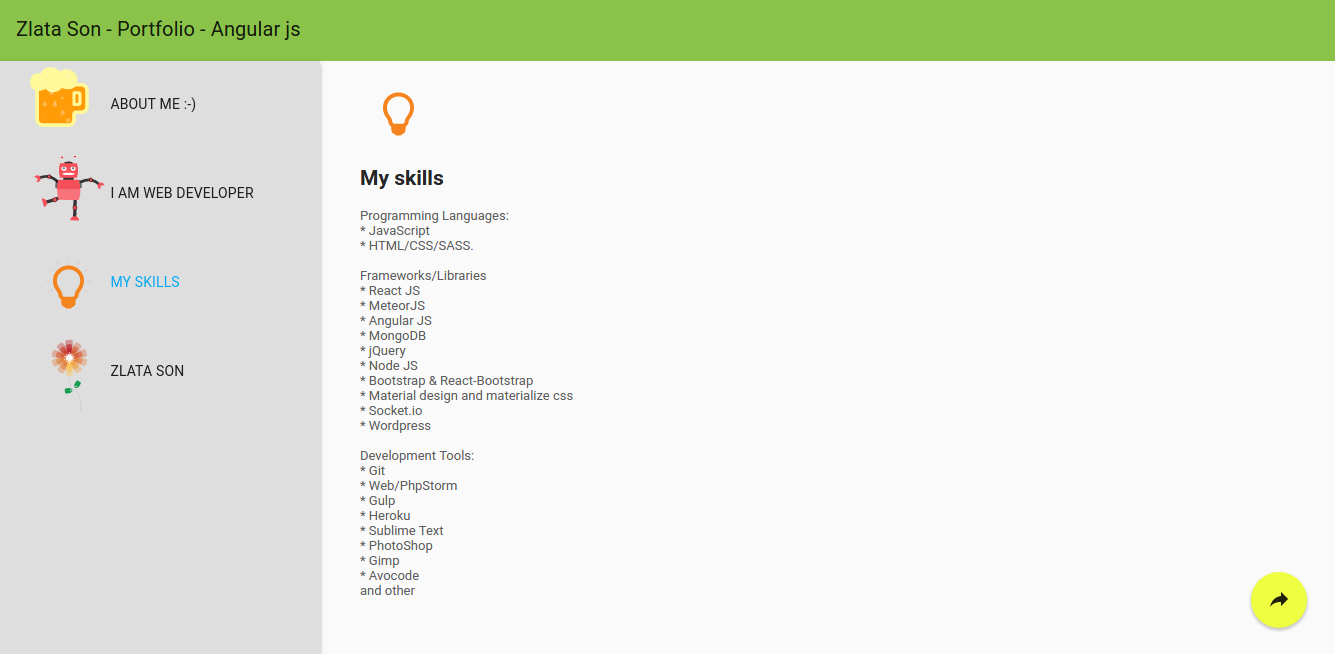 Zlata Son - Portfolio - Angular js
ABOUT ME :-)
I AM WEB DEVELOPER
MY SKILLS
ZLATA SON
My skills
Programming Languages:
* JavaScript
* HTML/CSS/SASS.
Frameworks/Libraries
* React JS
* MeteorJS
* Angular JS
* MongoDB
* jQuery
* Node JS
* Bootstrap & React-Bootstrap
* Material design and materialize css
* Socket.io
* Wordpress
Development Tools:
* Git
* Web/PhpStorm
* Gulp
* Heroku
* Sublime Text
* PhotoShop
* Gimp
* Avocode
and other